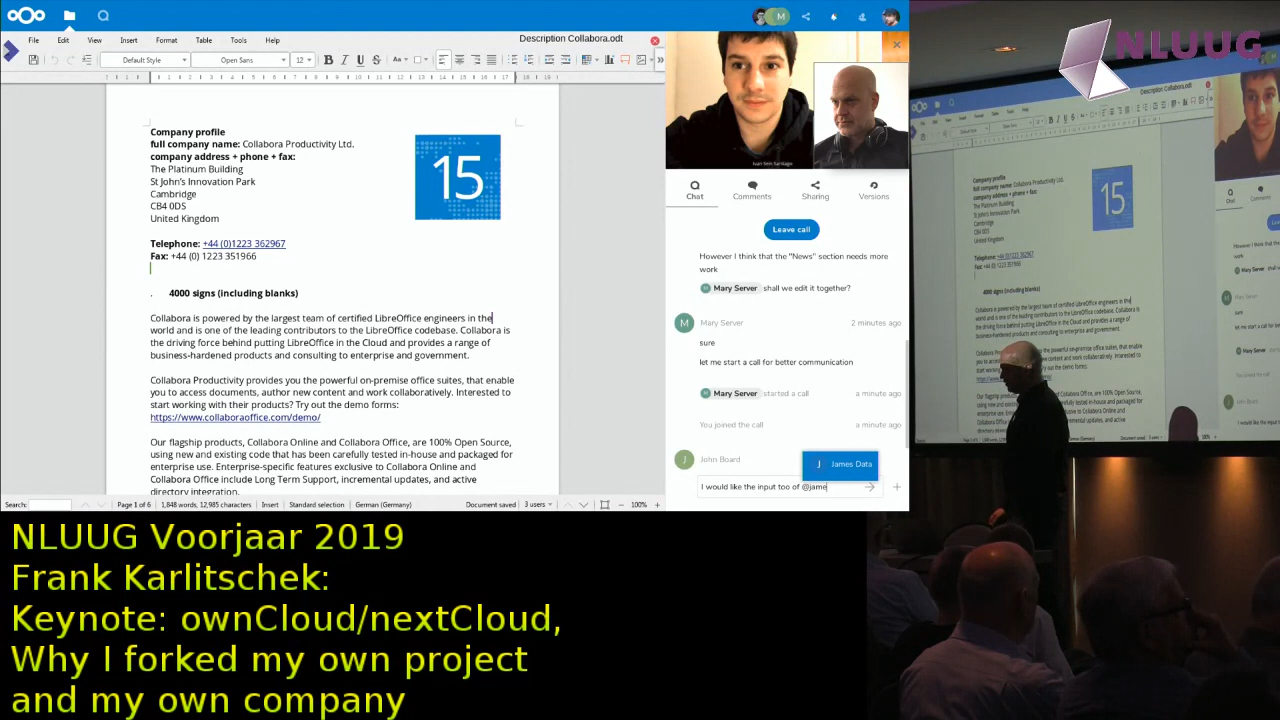 M
File Edit View Insert Format Table Tools Help
Description Collabora.odt
Default Style Open Sans 12
Company profile
full company name: Collabora Productivity Ltd.
company address + phone + fax:
The Platinum Building
St John's Innovation Park
Cambridge
CB4 0DS
United Kingdom
15
Telephone: +44 (0)1223 362967
Fax: +44 (0) 1223 351966
. 4000 signs (including blanks)
Collabora is powered by the largest team of certified LibreOffice engineers in the
world and is one of the leading contributors to the LibreOffice codebase. Collabora is
the driving force behind putting LibreOffice in the Cloud and provides a range of
business-hardened products and consulting to enterprise and government.
Collabora Productivity provides you the powerful on-premise office suites, that enable
you to access documents, author new content and work collaboratively. Interested to
start working with their products? Try out the demo forms:
https://www.collaboraoffice.com/demo/
Our flagship products, Collabora Online and Collabora Office, are 100% Open Source,
using new and existing code that has been carefully tested in-house and packaged for
enterprise use. Enterprise-specific features exclusive to Collabora Online and
Collabora Office include Long Term Support, incremental updates, and active
directory integration.
Search: Page 1 of 6 1,848 words, 12,985 characters Insert Standard selection German (Germany) Document saved 3 users 100%
Chat Comments Sharing Versions
Leave call
However I think that the "News" section needs more
work
M Mary Server shall we edit it together?
M Mary Server 2 minutes ago
sure
let me start a call for better communication
M Mary Server started a call a minute ago
You joined the call a minute ago
J John Board
J James Data
I would like the input too of @jame
NLUUG
NLUUG Voorjaar 2019
Frank Karlitschek:
Keynote: ownCloud/nextCloud,
Why I forked my own project
and my own company